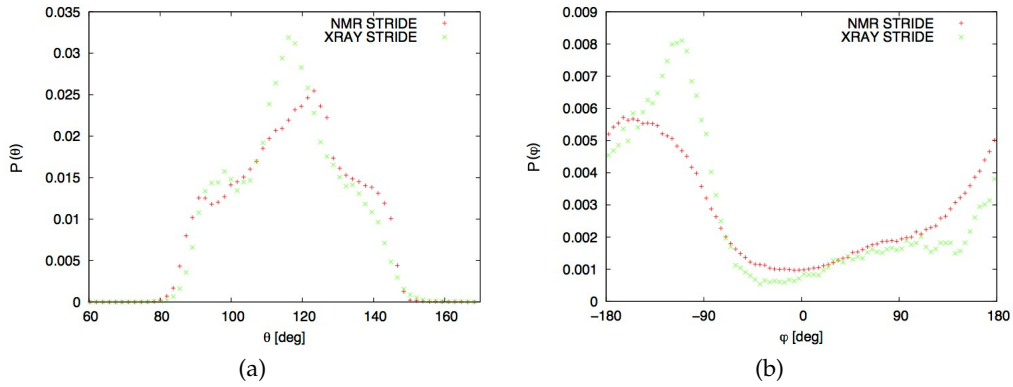 0.035
0.03
0.025
0.02
0.015
0.01
0.005
0
P(θ)
NMR STRIDE
XRAY STRIDE
60 80 100 120 140 160
θ [deg]
(a)
0.009
0.008
0.007
0.006
0.005
0.004
0.003
0.002
0.001
0
P(φ)
NMR STRIDE
XRAY STRIDE
−180 −90 0 90 180
φ [deg]
(b)